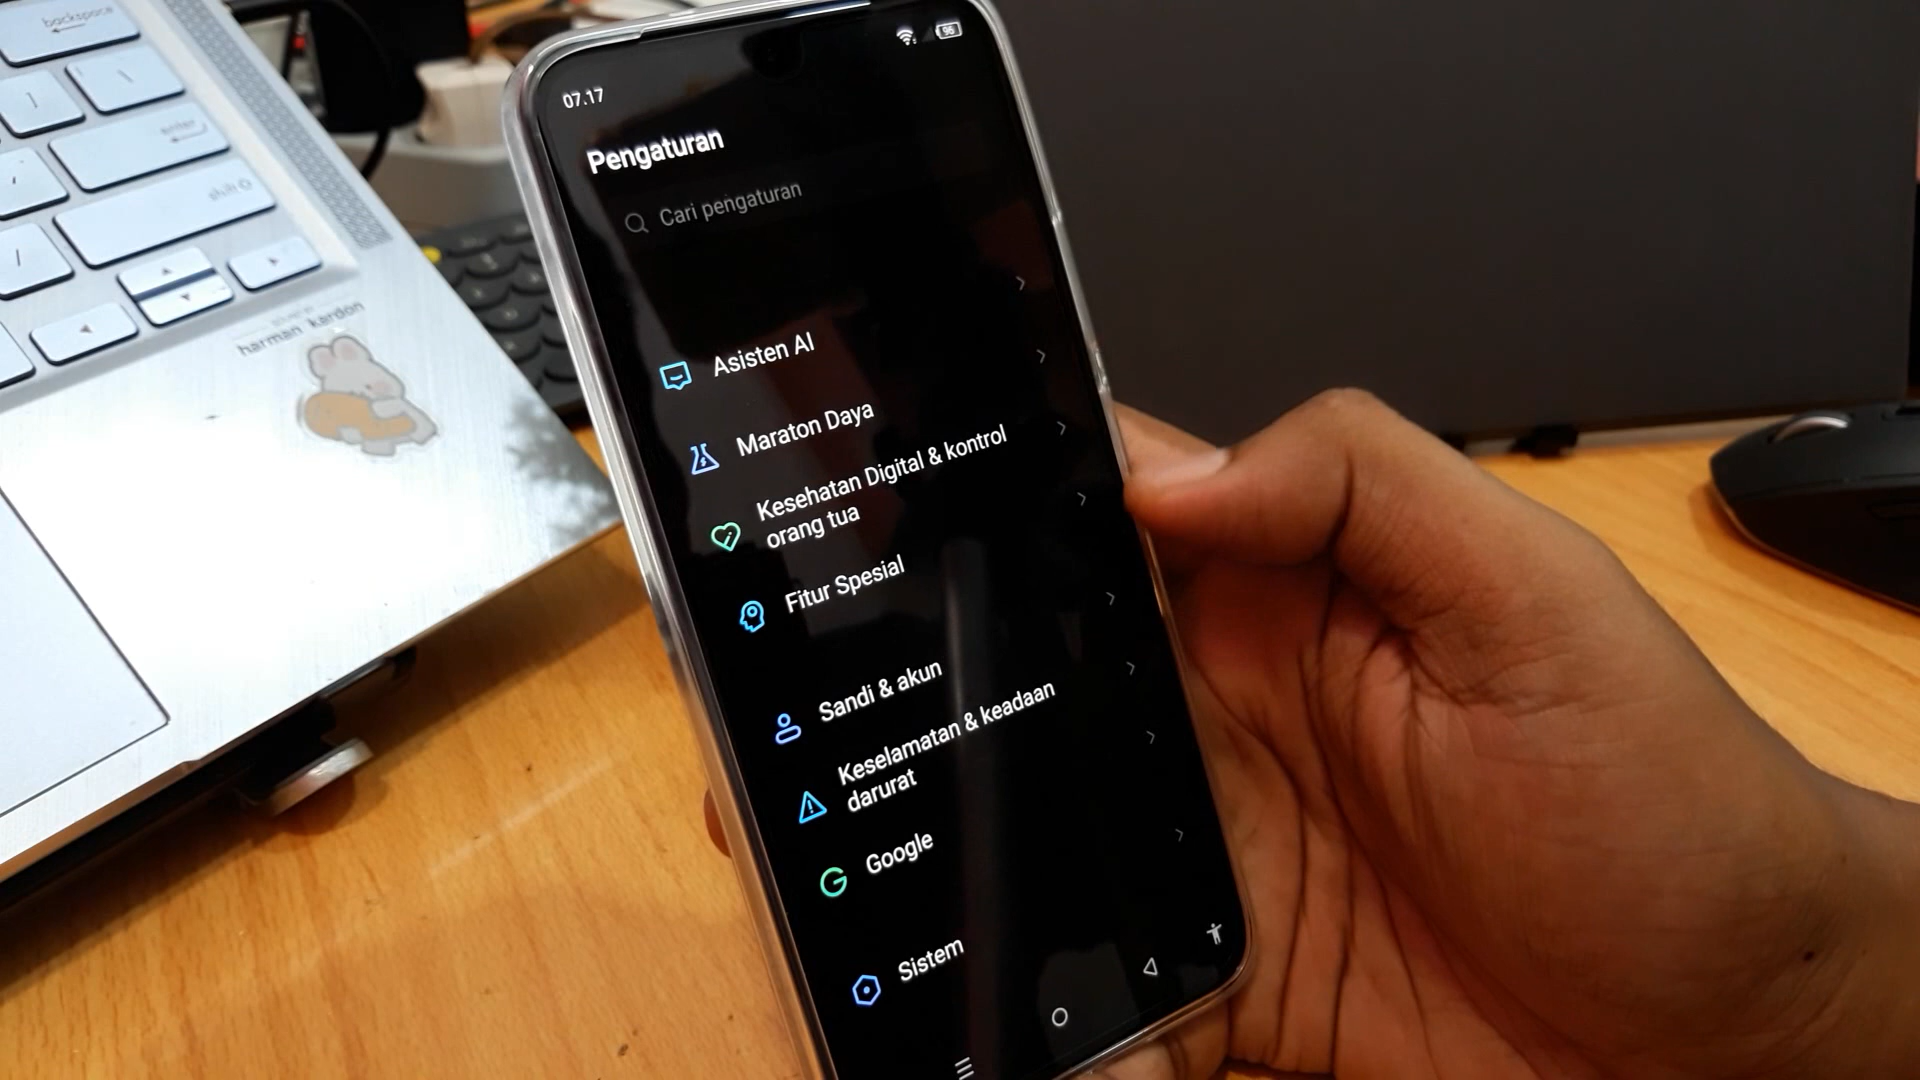 backspace
enter
shift
harman kardon
07.17
96
Pengaturan
Cari pengaturan
Asisten AI
Maraton Daya
Kesehatan Digital & kontrol
orang tua
Fitur Spesial
Sandi & akun
Keselamatan & keadaan
darurat
Google
Sistem